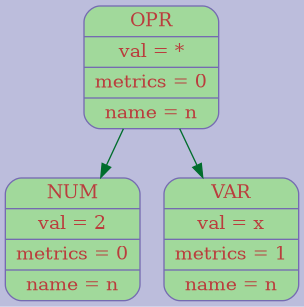 OPR
val = *
metrics = 0
name = n
NUM
val = 2
metrics = 0
name = n
VAR
val = x
metrics = 1
name = n